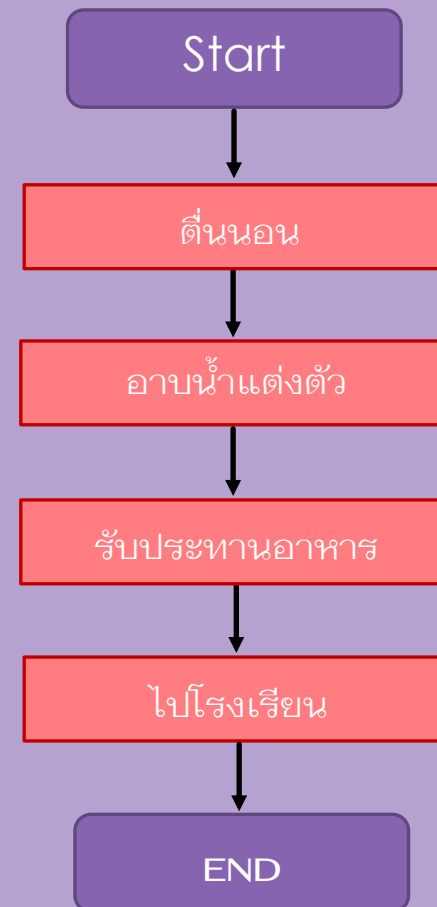 Start
ตื่นนอน
อาบน้ำแต่งตัว
รับประทานอาหาร
ไปโรงเรียน
END